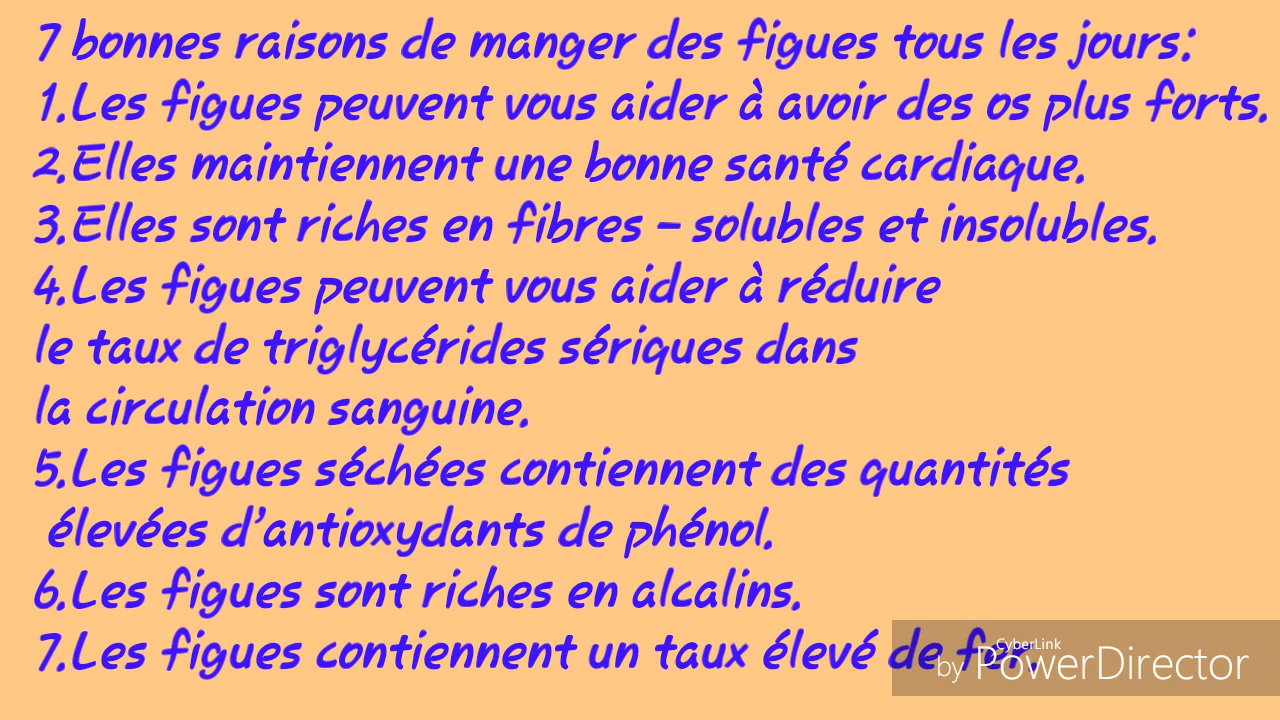 7 bonnes raisons de manger des figues tous les jours:
1.Les figues peuvent vous aider à avoir des os plus forts.
2.Elles maintiennent une bonne santé cardiaque.
3.Elles sont riches en fibres – solubles et insolubles.
4.Les figues peuvent vous aider à réduire
le taux de triglycérides sériques dans
la circulation sanguine.
5.Les figues séchées contiennent des quantités
élevées d’antioxydants de phénol.
6.Les figues sont riches en alcalins.
7.Les figues contiennent un taux élevé de fer.
CyberLink
by PowerDirector